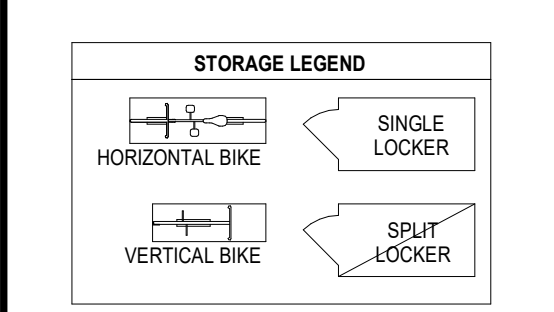 STORAGE LEGEND
HORIZONTAL BIKE
SINGLE
LOCKER
VERTICAL BIKE
SPLIT
LOCKER